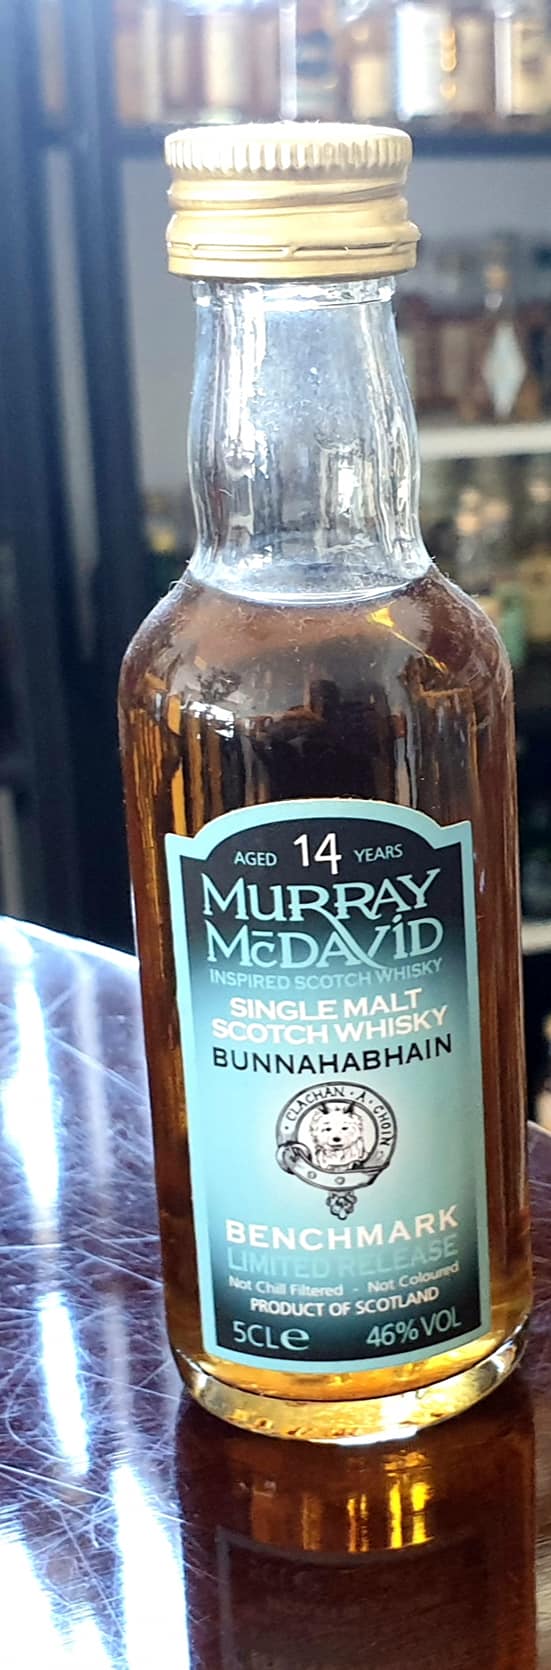 AGED 14 YEARS
MURRAY
McDAVID
INSPIRED SCOTCH WHISKY
SINGLE MALT
SCOTCH WHISKY
BUNNAHABHAIN
CLACHAN · A · CHOIN
BENCHMARK
LIMITED RELEASE
Not Chill Filtered - Not Coloured
PRODUCT OF SCOTLAND
5CL e 46% VOL